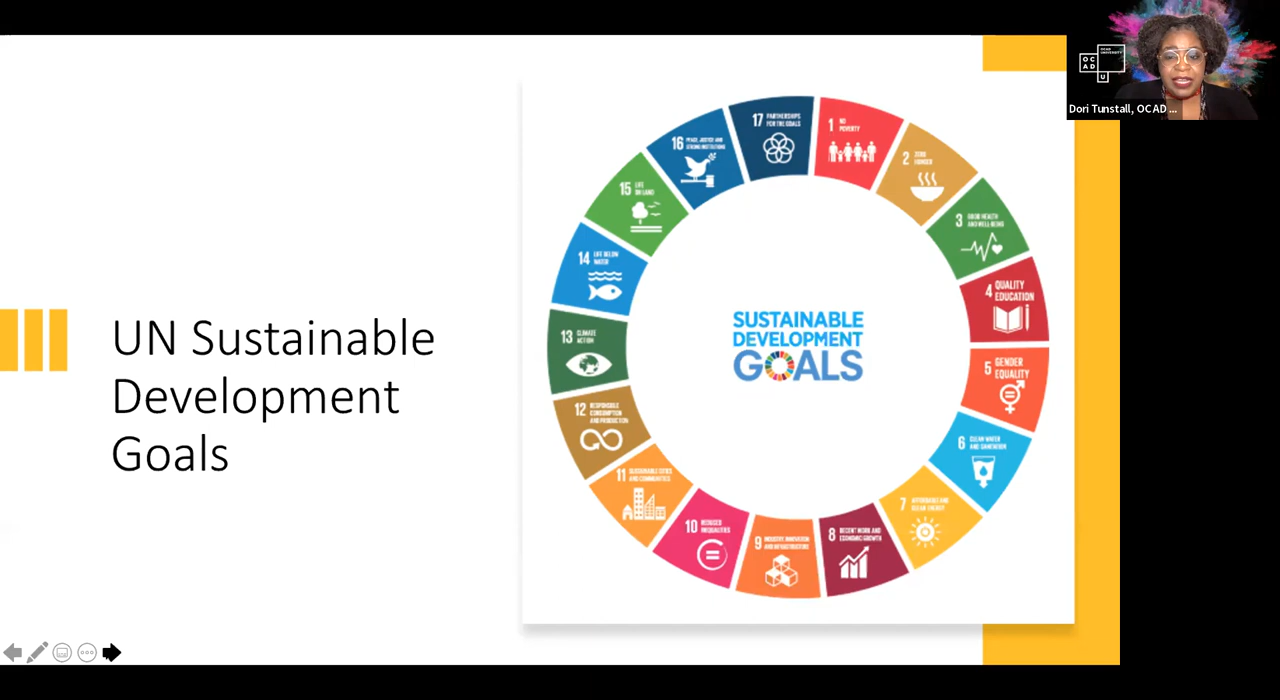 UN Sustainable
Development
Goals
1 NO
POVERTY
2 ZERO
HUNGER
3 GOOD HEALTH
AND WELL-BEING
4 QUALITY
EDUCATION
5 GENDER
EQUALITY
6 CLEAN WATER
AND SANITATION
7 AFFORDABLE AND
CLEAN ENERGY
8 DECENT WORK AND
ECONOMIC GROWTH
9 INDUSTRY, INNOVATION
AND INFRASTRUCTURE
10 REDUCED
INEQUALITIES
11 SUSTAINABLE CITIES
AND COMMUNITIES
12 RESPONSIBLE
CONSUMPTION
AND PRODUCTION
13 CLIMATE
ACTION
14 LIFE BELOW
WATER
15 LIFE
ON LAND
16 PEACE, JUSTICE AND
STRONG INSTITUTIONS
17 PARTNERSHIPS
FOR THE GOALS
SUSTAINABLE
DEVELOPMENT
GOALS
OCAD
UNIVERSITY
OC
AD
U
Dori Tunstall, OCAD ...